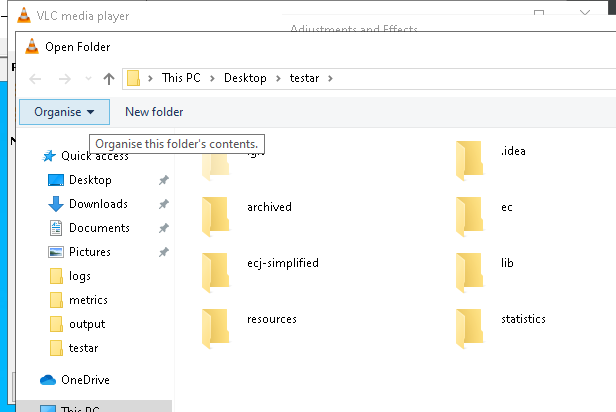 VLC media player
Adjustments and Effects
Open Folder
This PC > Desktop > testar >
Organise
New folder
Organise this folder's contents.
Quick access
.idea
Desktop
Downloads
archived
ec
Documents
Pictures
ecj-simplified
lib
logs
metrics
output
resources
statistics
testar
OneDrive
This PC